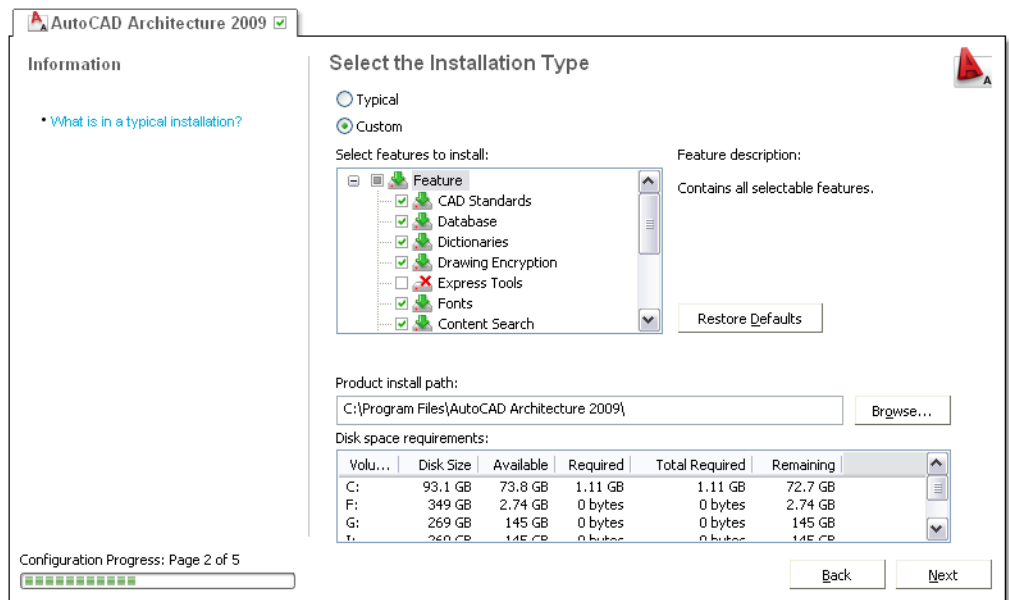 AutoCAD Architecture 2009
Information
What is in a typical installation?
Select the Installation Type
Typical
Custom
Select features to install:
Feature
CAD Standards
Database
Dictionaries
Drawing Encryption
Express Tools
Fonts
Content Search
Feature description:
Contains all selectable features.
Restore Defaults
Product install path:
C:\Program Files\AutoCAD Architecture 2009\
Browse...
Disk space requirements:
Volu... Disk Size Available Required Total Required Remaining
C: 93.1 GB 73.8 GB 1.11 GB 1.11 GB 72.7 GB
F: 349 GB 2.74 GB 0 bytes 0 bytes 2.74 GB
G: 269 GB 145 GB 0 bytes 0 bytes 145 GB
Configuration Progress: Page 2 of 5
Back
Next